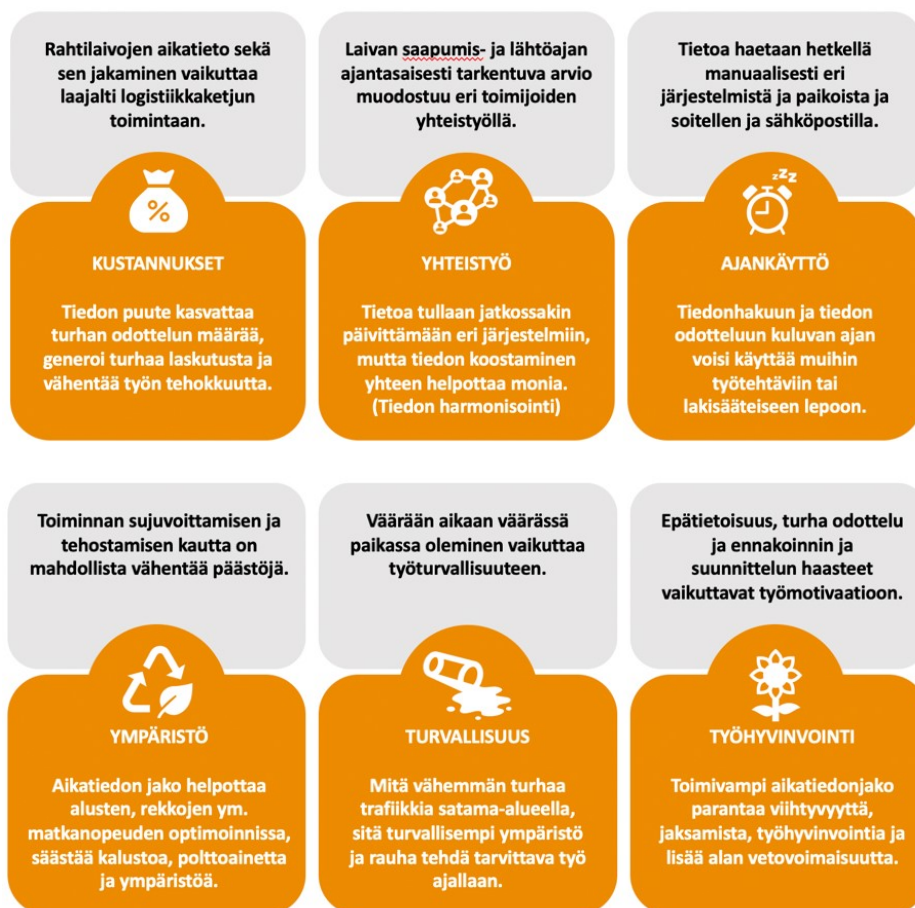 Rahtilaivojen aikatieto sekä
sen jakaminen vaikuttaa
laajalti logistiikkaketjun
toimintaan.
%
KUSTANNUKSET
Tiedon puute kasvattaa
turhan odottelun määrää,
generoi turhaa laskutusta ja
vähentää työn tehokkuutta.
Laivan saapumis- ja lähtöajan
ajantasaisesti tarkentuva arvio
muodostuu eri toimijoiden
yhteistyöllä.
YHTEISTYÖ
Tietoa tullaan jatkossakin
päivittämään eri järjestelmiin,
mutta tiedon koostaminen
yhteen helpottaa monia.
(Tiedon harmonisointi)
Tietoa haetaan hetkellä
manuaalisesti eri
järjestelmistä ja paikoista ja
soitellen ja sähköpostilla.
zZZ
AJANKÄYTTÖ
Tiedonhakuun ja tiedon
odotteluun kuluvan ajan
voisi käyttää muihin
työtehtäviin tai
lakisääteiseen lepoon.
Toiminnan sujuvoittamisen ja
tehostamisen kautta on
mahdollista vähentää päästöjä.
YMPÄRISTÖ
Aikatiedon jako helpottaa
alusten, rekkojen ym.
matkanopeuden optimoinnissa,
säästää kalustoa, polttoainetta
ja ympäristöä.
Väärään aikaan väärässä
paikassa oleminen vaikuttaa
työturvallisuuteen.
TURVALLISUUS
Mitä vähemmän turhaa
trafiikkia satama-alueella,
sitä turvallisempi ympäristö
ja rauha tehdä tarvittava työ
ajallaan.
Epätietoisuus, turha odottelu
ja ennakoinnin ja
suunnittelun haasteet
vaikuttavat työmotivaatioon.
TYÖHYVINVOINTI
Toimivampi aikatiedonjako
parantaa viihtyvyyttä,
jaksamista, työhyvinvointia ja
lisää alan vetovoimaisuutta.